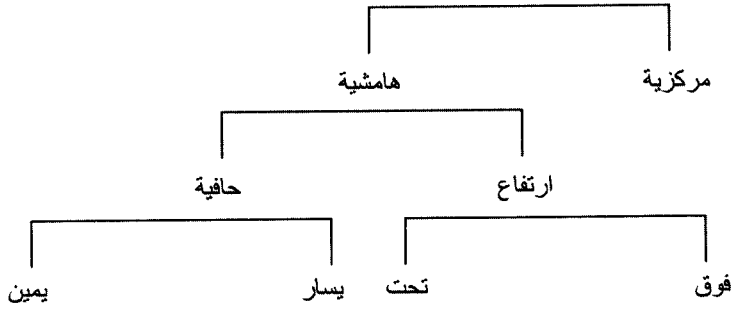 مركزية هامشية
ارتفاع حافية
فوق تحت يسار يمين